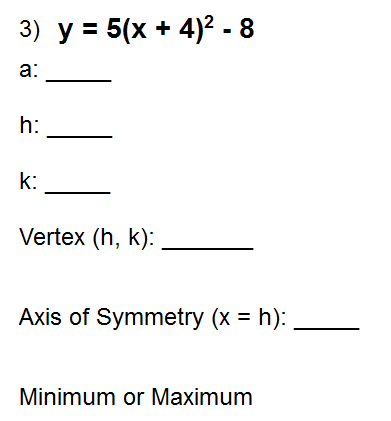 3) y = 5(x + 4)² - 8
a: _____
h: _____
k: _____
Vertex (h, k): _______
Axis of Symmetry (x = h): _____
Minimum or Maximum